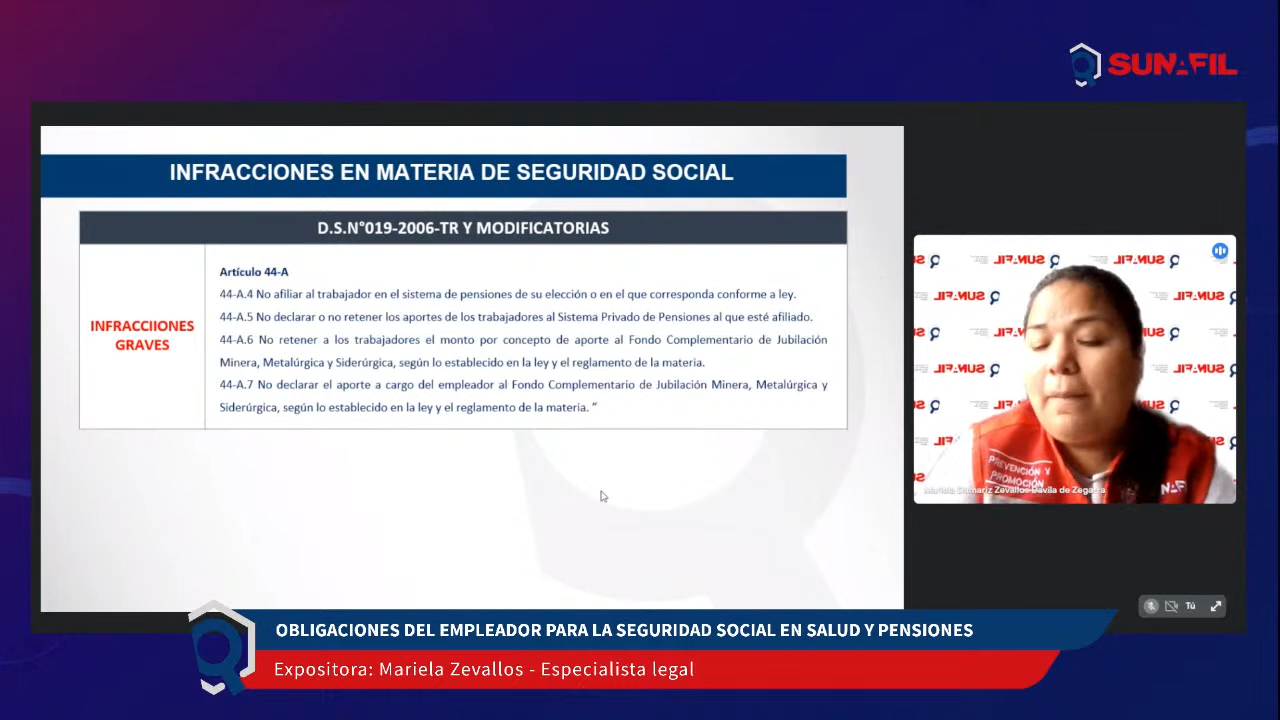 SUNAFIL
INFRACCIONES EN MATERIA DE SEGURIDAD SOCIAL
D.S.N°019-2006-TR Y MODIFICATORIAS
INFRACCIIONES
GRAVES
Artículo 44-A
44-A.4 No afiliar al trabajador en el sistema de pensiones de su elección o en el que corresponda conforme a ley.
44-A.5 No declarar o no retener los aportes de los trabajadores al Sistema Privado de Pensiones al que esté afiliado.
44-A.6 No retener a los trabajadores el monto por concepto de aporte al Fondo Complementario de Jubilación
Minera, Metalúrgica y Siderúrgica, según lo establecido en la ley y el reglamento de la materia.
44-A.7 No declarar el aporte a cargo del empleador al Fondo Complementario de Jubilación Minera, Metalúrgica y
Siderúrgica, según lo establecido en la ley y el reglamento de la materia. ”
PREVENCIÓN Y
PROMOCIÓN
Mariela Damariz Zevallos Davila de Zegarra
Tú
OBLIGACIONES DEL EMPLEADOR PARA LA SEGURIDAD SOCIAL EN SALUD Y PENSIONES
Expositora: Mariela Zevallos - Especialista legal